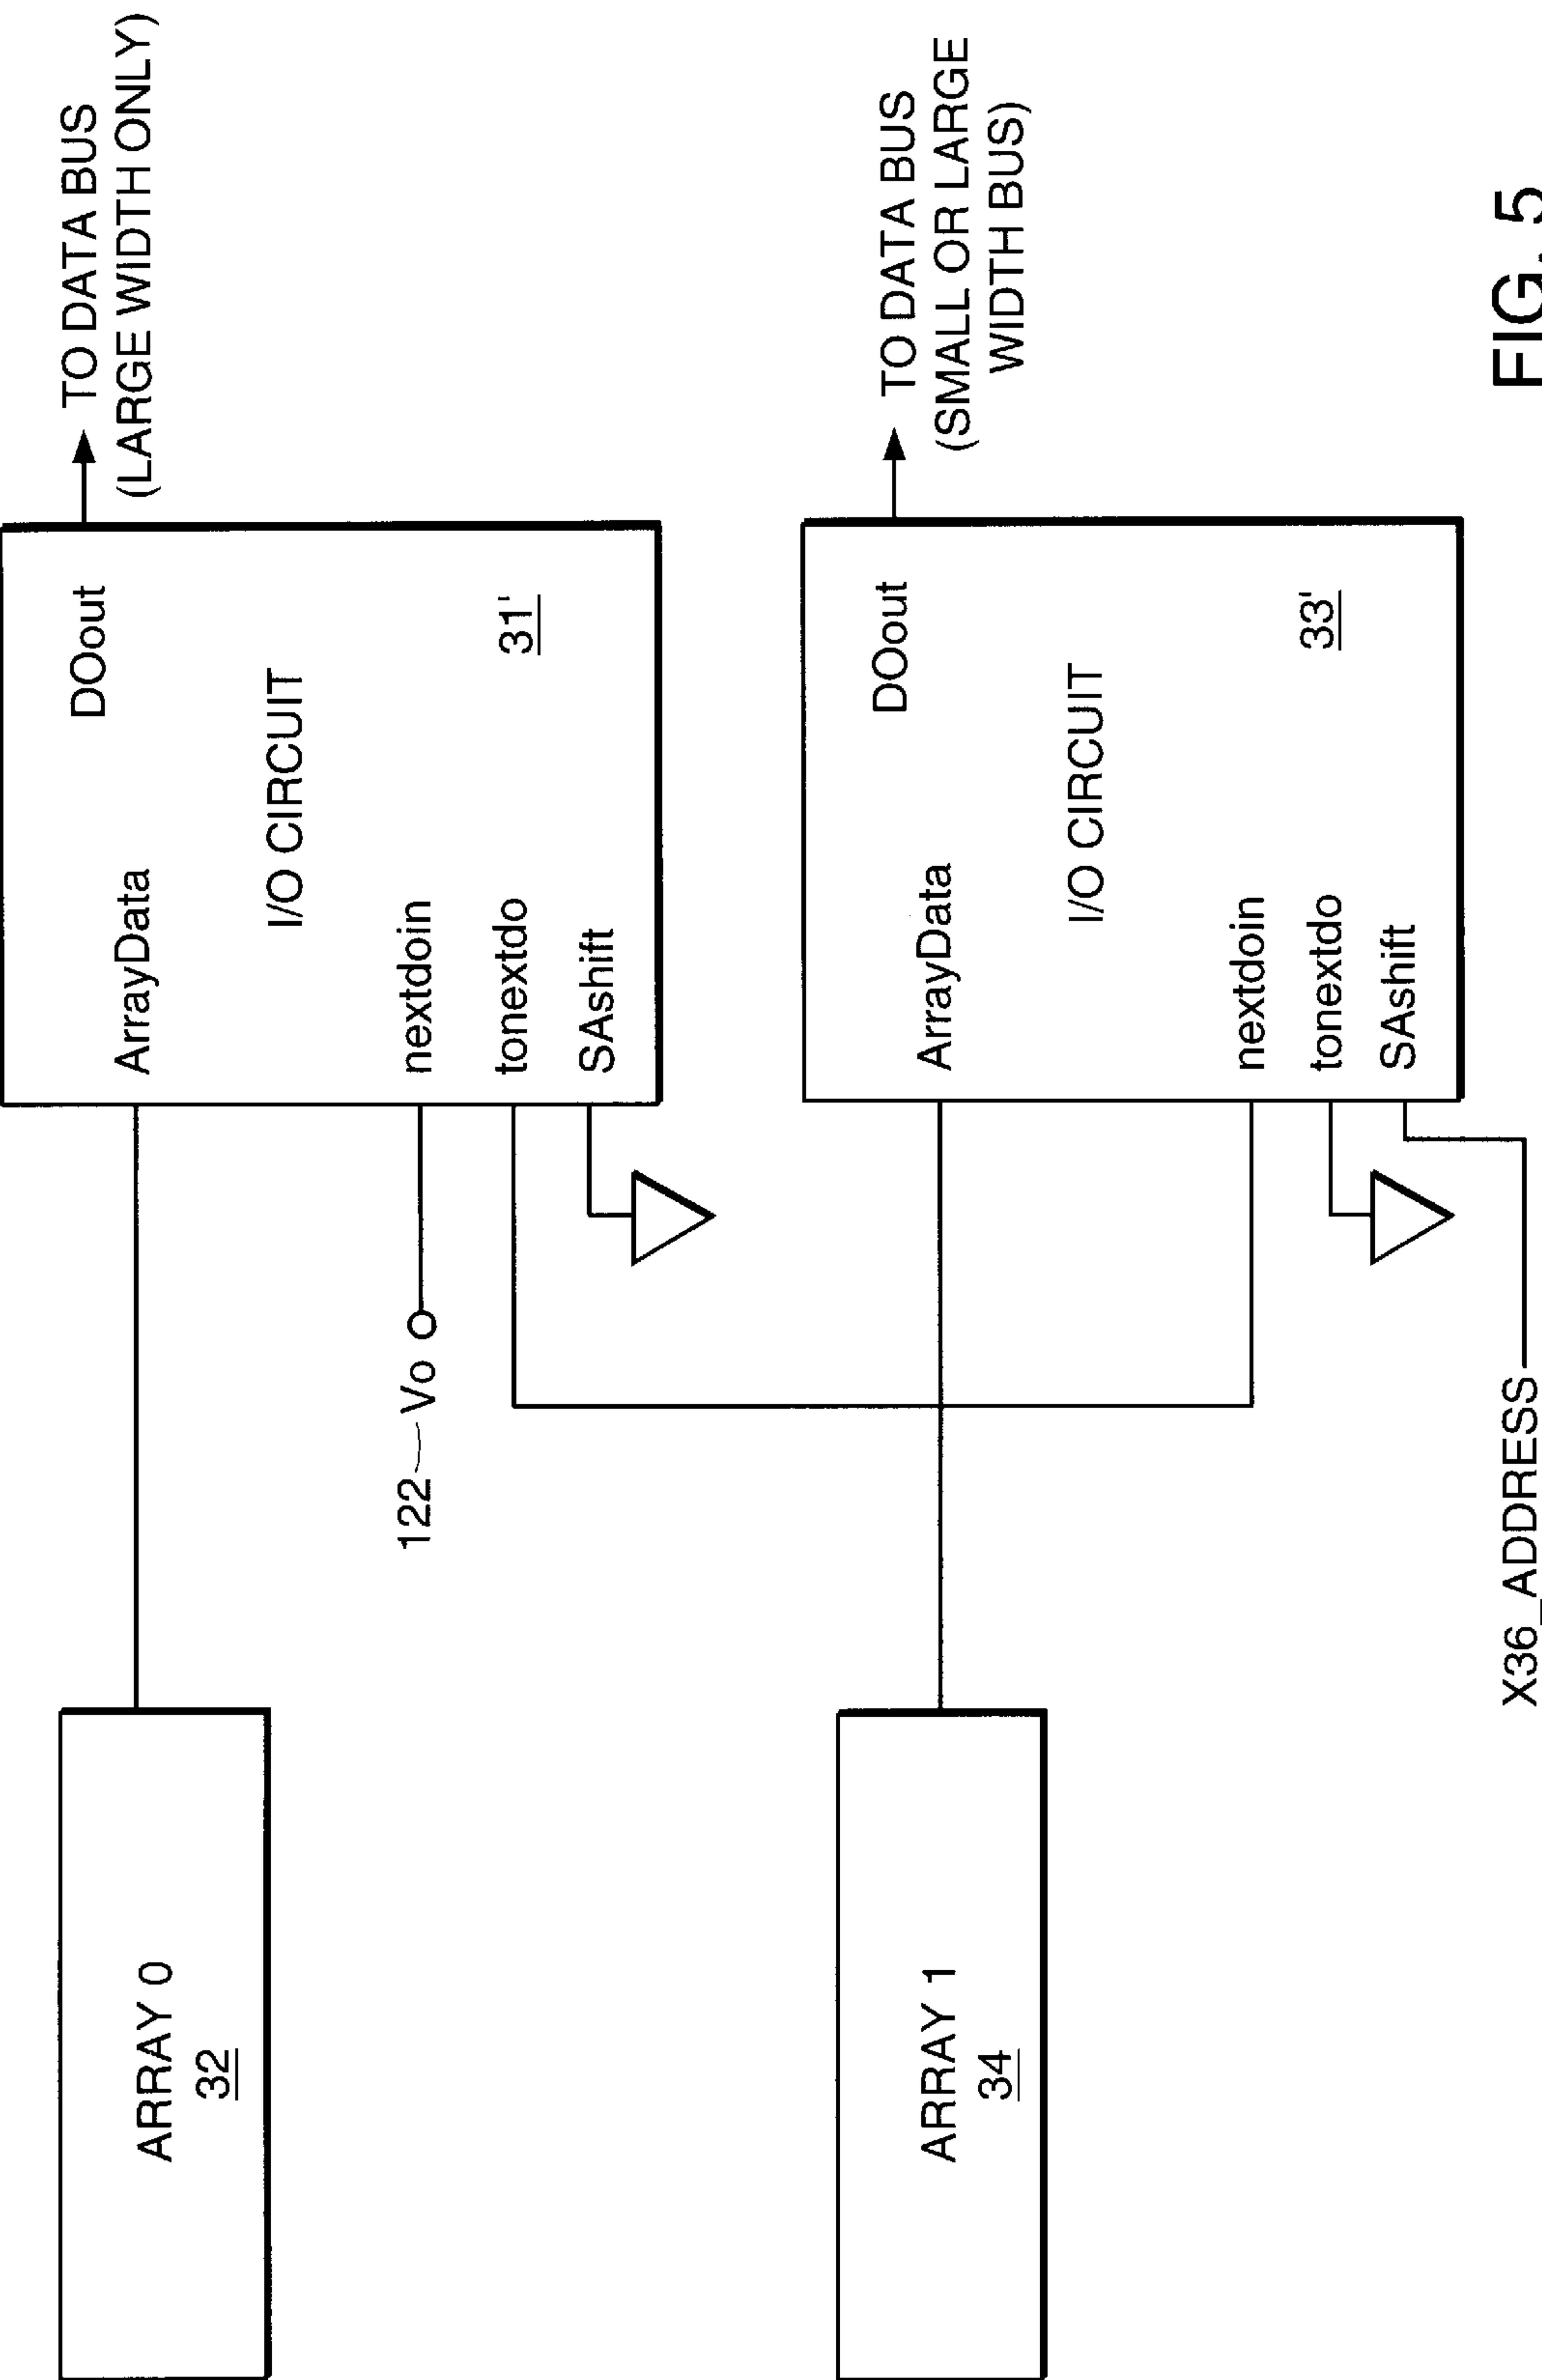 ARRAY 0
32
ArrayData
DOout
TO DATA BUS
(LARGE WIDTH ONLY)
I/O CIRCUIT
122
Vo
nextdoin
tonextdo
31'
SAshift
ARRAY 1
34
ArrayData
DOout
TO DATA BUS
(SMALL OR LARGE
WIDTH BUS)
I/O CIRCUIT
nextdoin
tonextdo
33'
SAshift
X36_ADDRESS
FIG. 5